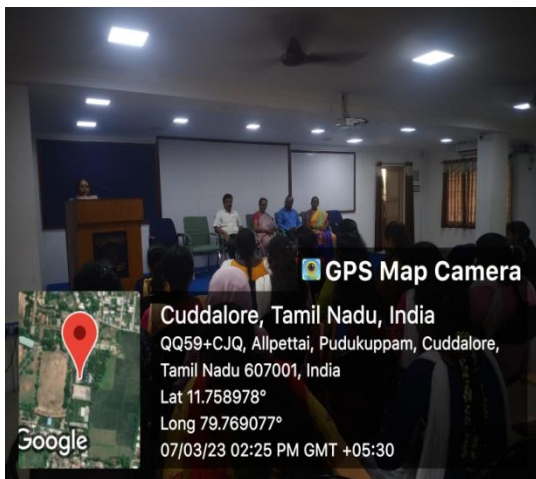 GPS Map Camera
Cuddalore, Tamil Nadu, India
QQ59+CJQ, Allpettai, Pudukuppam, Cuddalore,
Tamil Nadu 607001, India
Lat 11.758978°
Long 79.769077°
07/03/23 02:25 PM GMT +05:30
Google